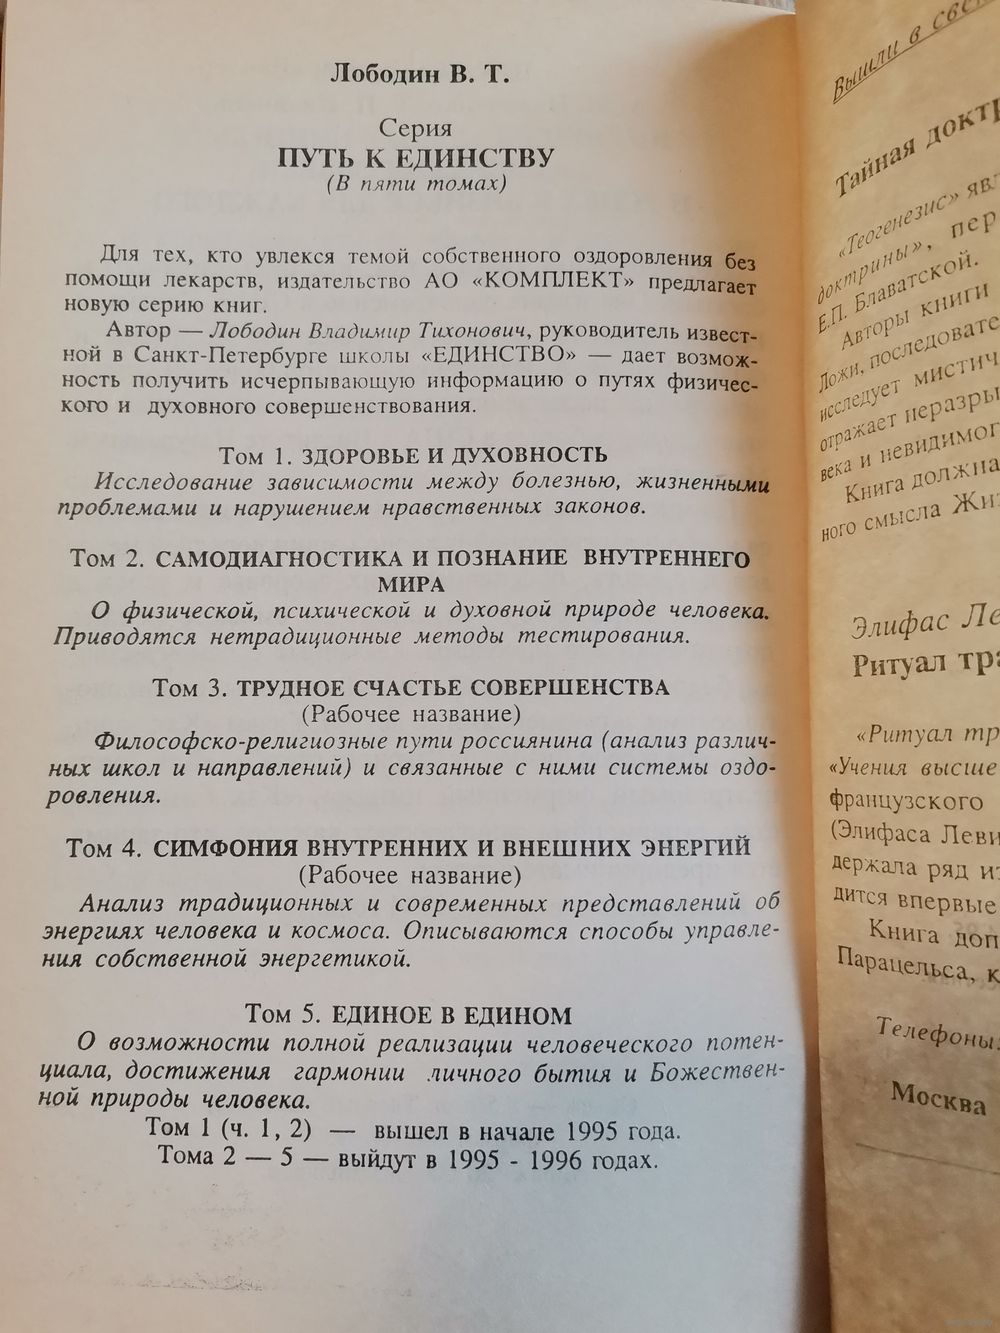 Лободин В. Т.
Серия
ПУТЬ К ЕДИНСТВУ
(В пяти томах)
Для тех, кто увлекся темой собственного оздоровления без
помощи лекарств, издательство АО «КОМПЛЕКТ» предлагает
новую серию книг.
Автор — Лободин Владимир Тихонович, руководитель извест-
ной в Санкт-Петербурге школы «ЕДИНСТВО» — дает возмож-
ность получить исчерпывающую информацию о путях физичес-
кого и духовного совершенствования.
Том 1. ЗДОРОВЬЕ И ДУХОВНОСТЬ
Исследование зависимости между болезнью, жизненными
проблемами и нарушением нравственных законов.
Том 2. САМОДИАГНОСТИКА И ПОЗНАНИЕ ВНУТРЕННЕГО
МИРА
О физической, психической и духовной природе человека.
Приводятся нетрадиционные методы тестирования.
Том 3. ТРУДНОЕ СЧАСТЬЕ СОВЕРШЕНСТВА
(Рабочее название)
Философско-религиозные пути россиянина (анализ различ-
ных школ и направлений) и связанные с ними системы оздо-
ровления.
Том 4. СИМФОНИЯ ВНУТРЕННИХ И ВНЕШНИХ ЭНЕРГИЙ
(Рабочее название)
Анализ традиционных и современных представлений об
энергиях человека и космоса. Описываются способы управле-
ния собственной энергетикой.
Том 5. ЕДИНОЕ В ЕДИНОМ
О возможности полной реализации человеческого потен-
циала, достижения гармонии личного бытия и Божествен-
ной природы человека.
Том 1 (ч. 1, 2) — вышел в начале 1995 года.
Тома 2 — 5 — выйдут в 1995 - 1996 годах.
Вышли в све
Тайная доктр
«Теогенезис» яв
доктрины», пер
Е.П. Блаватской.
Авторы книги
Ложи, последовате
исследует мистич
отражает неразры
века и невидимог
Книга должна
ного смысла Жи
Элифас Ле
Ритуал тра
«Ритуал тр
«Учения высше
французского
(Элифаса Леви
держала ряд из
дится впервые
Книга доп
Парацельса, к
Телефоны:
Москва